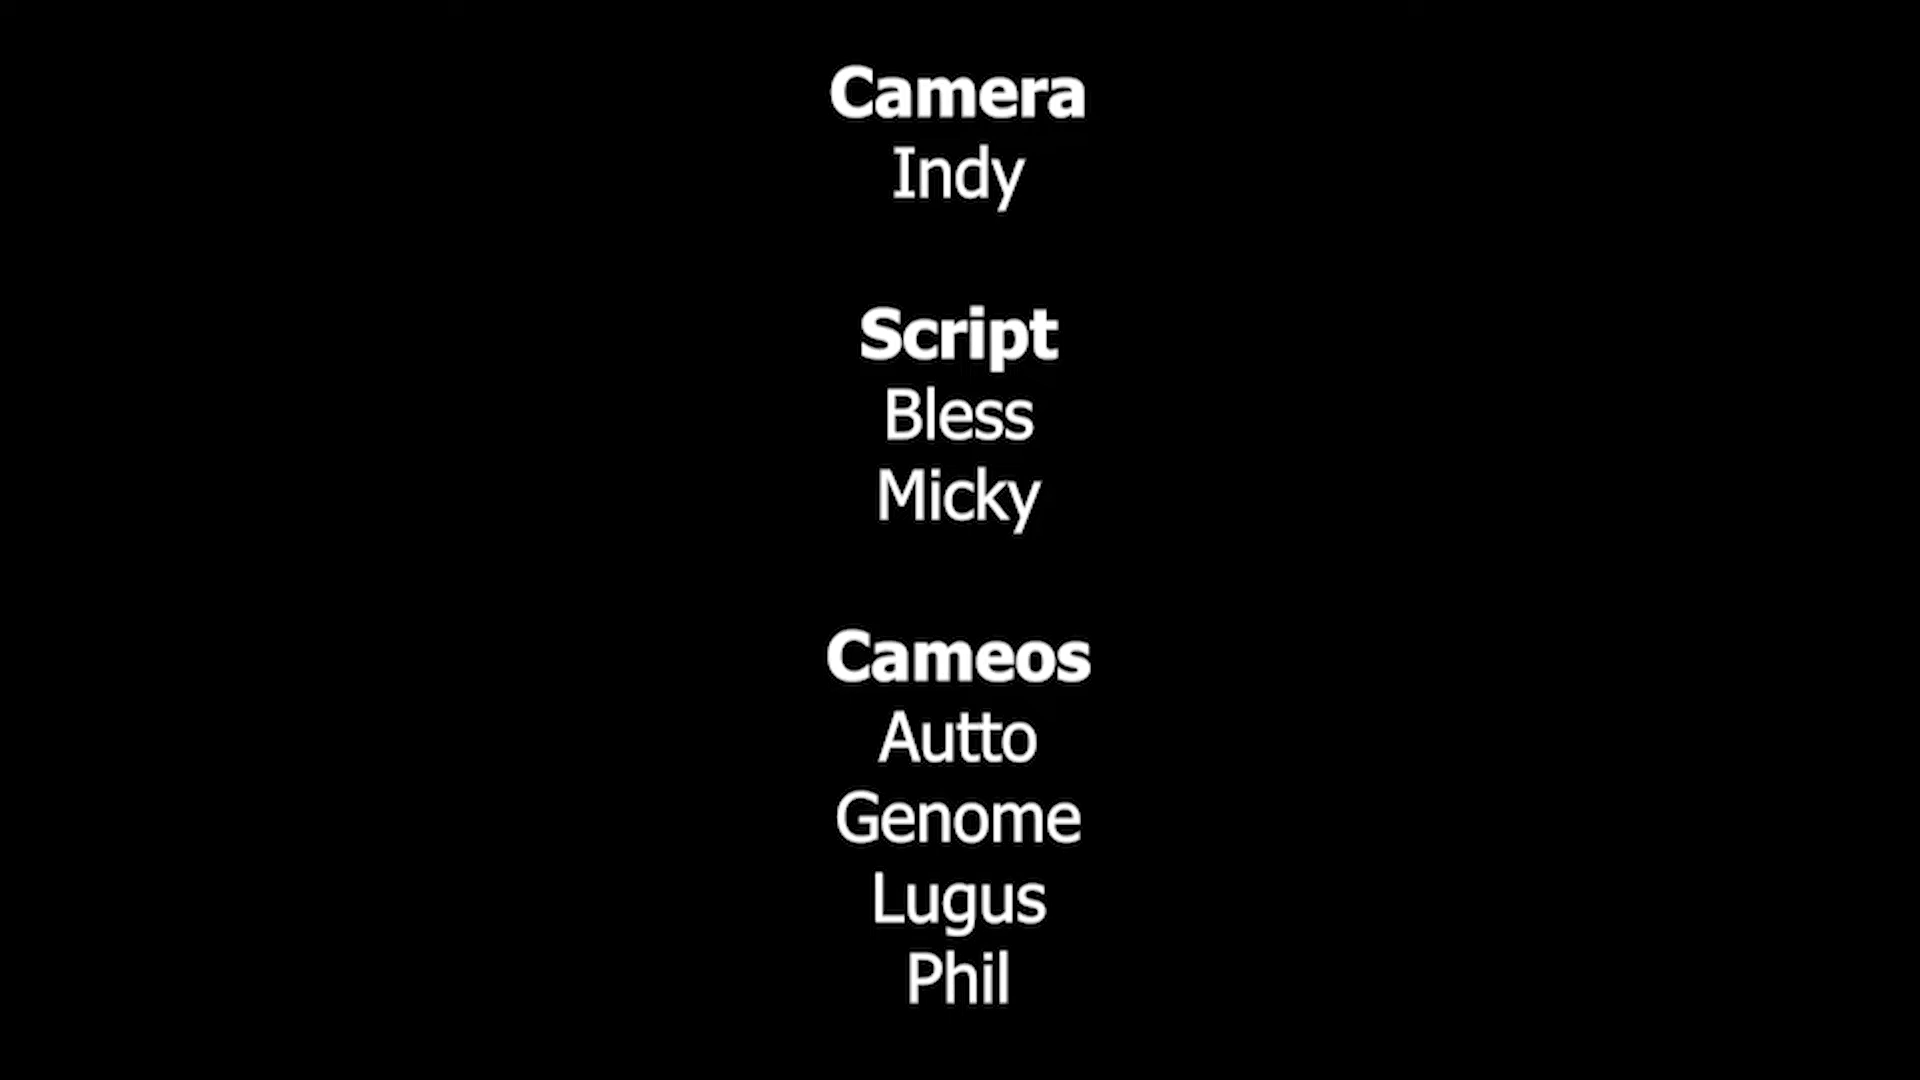 Camera
Indy
Script
Bless
Micky
Cameos
Autto
Genome
Lugus
Phil